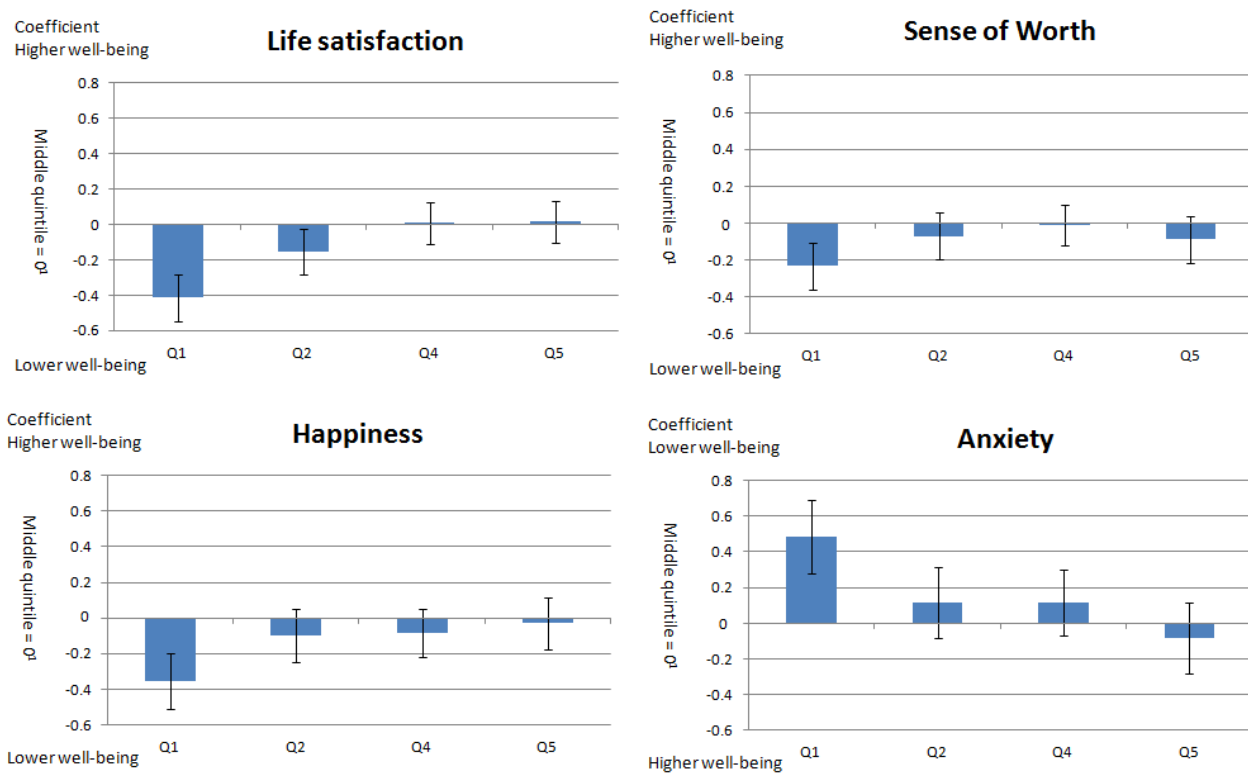 Coefficient
Higher well-being
Life satisfaction
0.8
0.6
0.4
0.2
0
-0.2
-0.4
-0.6
Middle quintile = 0¹
Q1 Q2 Q4 Q5
Lower well-being
Coefficient
Higher well-being
Sense of Worth
0.8
0.6
0.4
0.2
0
-0.2
-0.4
-0.6
Middle quintile = 0¹
Q1 Q2 Q4 Q5
Lower well-being
Coefficient
Higher well-being
Happiness
0.8
0.6
0.4
0.2
0
-0.2
-0.4
-0.6
Middle quintile = 0¹
Q1 Q2 Q4 Q5
Lower well-being
Coefficient
Lower well-being
Anxiety
0.8
0.6
0.4
0.2
0
-0.2
-0.4
-0.6
Middle quintile = 0¹
Q1 Q2 Q4 Q5
Higher well-being